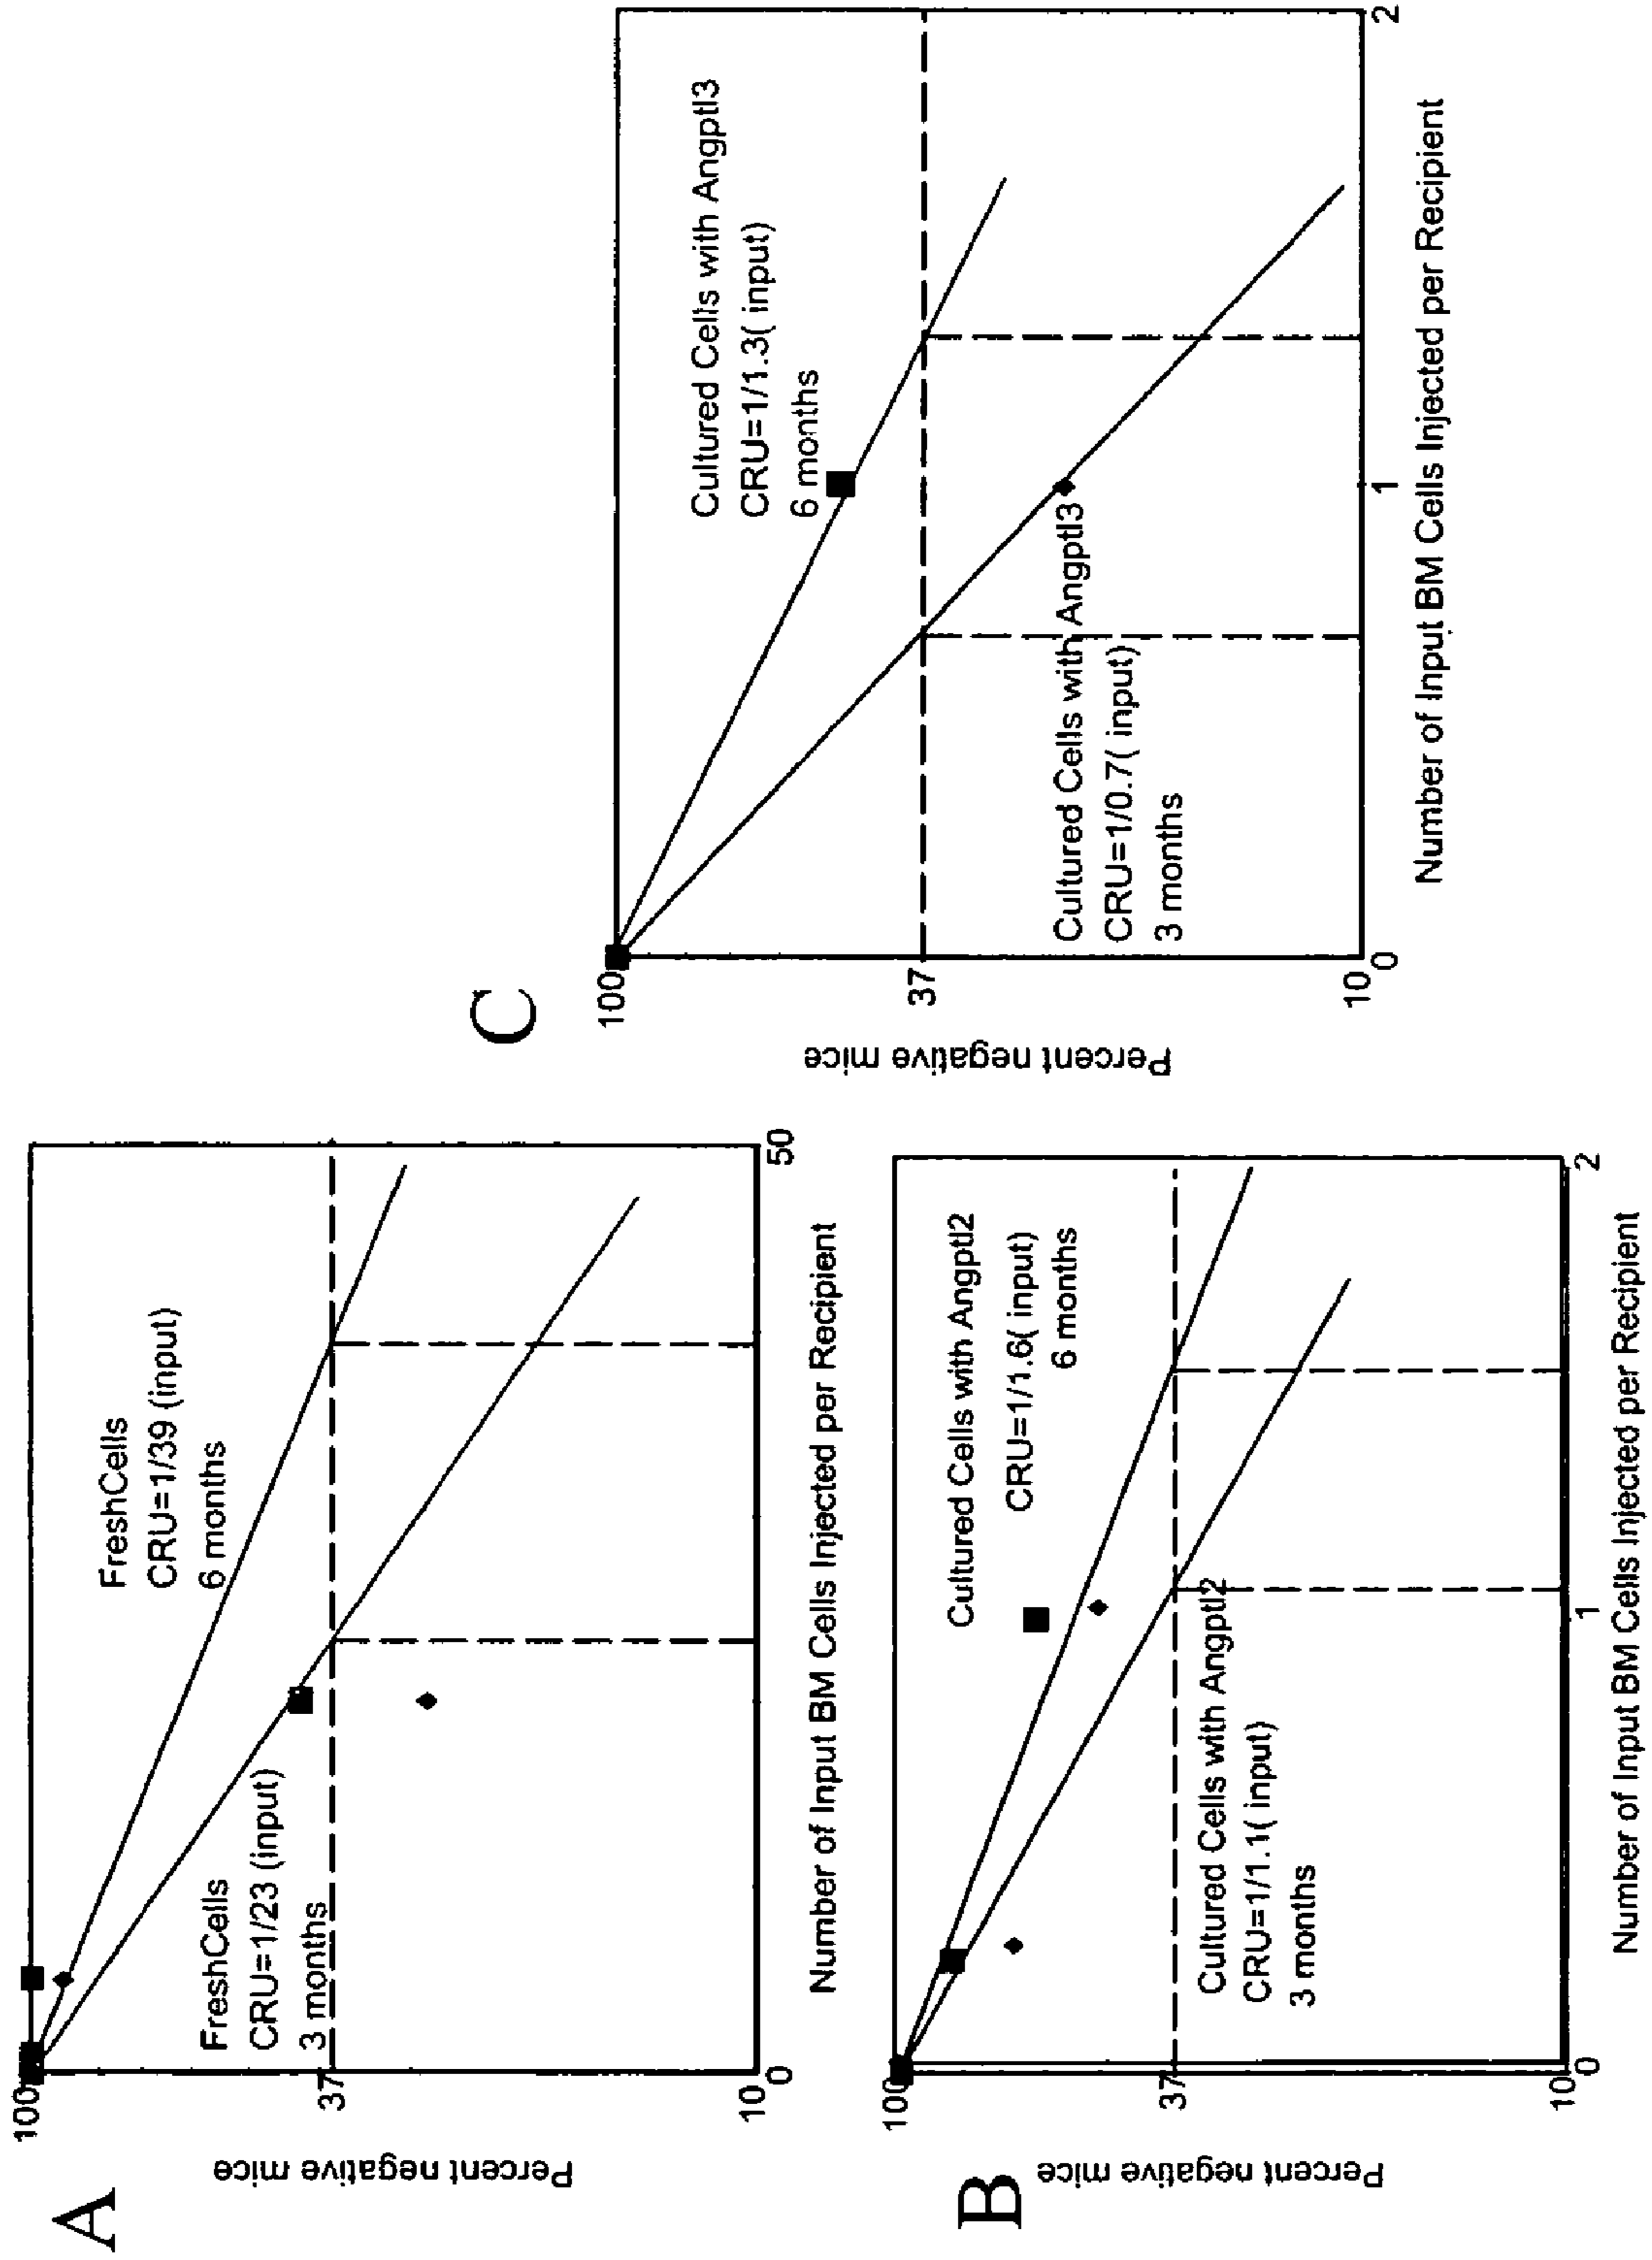 A
Percent negative mice
100
37
10
FreshCells
CRU=1/39 (input)
6 months
FreshCells
CRU=1/23 (input)
3 months
0
50
Number of Input BM Cells Injected per Recipient
B
Percent negative mice
100
37
10
Cultured Cells with Angptl2
CRU=1/1.6( input)
6 months
Cultured Cells with Angptl2
CRU=1/1.1( input)
3 months
0
1
2
Number of Input BM Cells Injected per Recipient
C
Percent negative mice
100
37
10
Cultured Cells with Angptl3
CRU=1/1.3( input)
6 months
Cultured Cells with Angptl3
CRU=1/0.7( input)
3 months
0
1
2
Number of Input BM Cells Injected per Recipient